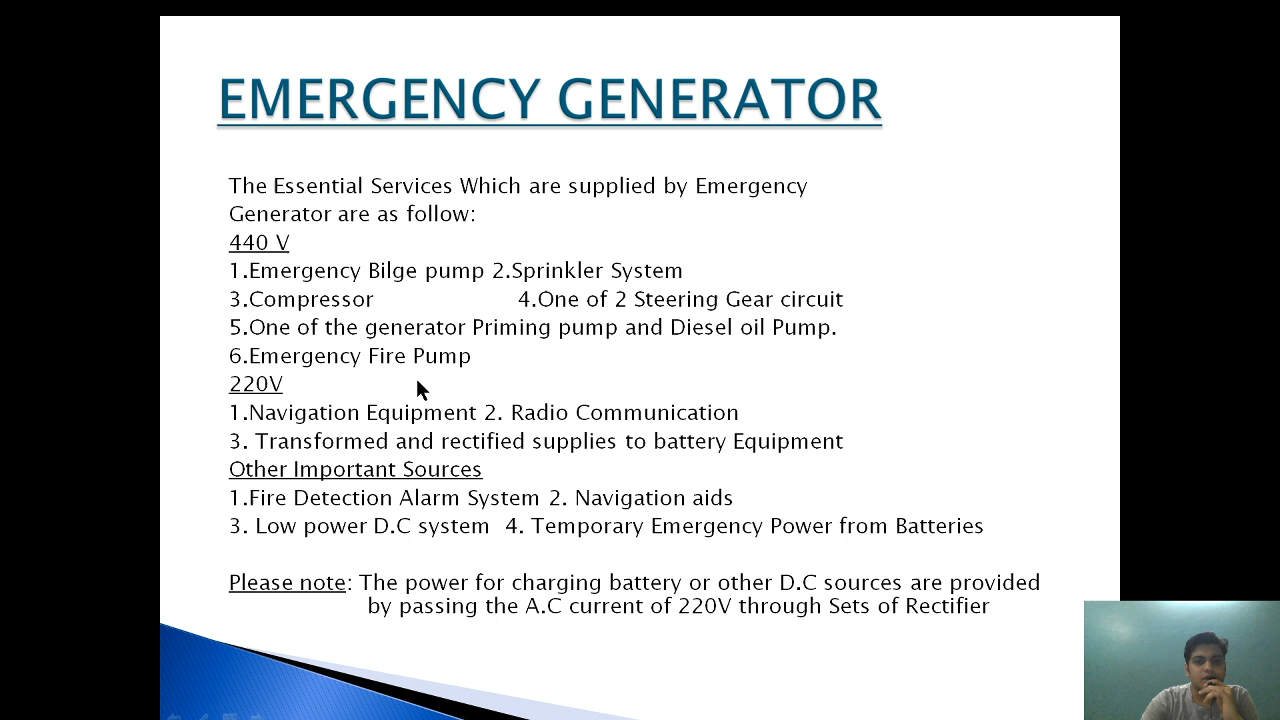 EMERGENCY GENERATOR
The Essential Services Which are supplied by Emergency
Generator are as follow:
440 V
1.Emergency Bilge pump 2.Sprinkler System
3.Compressor 4.One of 2 Steering Gear circuit
5.One of the generator Priming pump and Diesel oil Pump.
6.Emergency Fire Pump
220V
1.Navigation Equipment 2. Radio Communication
3. Transformed and rectified supplies to battery Equipment
Other Important Sources
1.Fire Detection Alarm System 2. Navigation aids
3. Low power D.C system 4. Temporary Emergency Power from Batteries
Please note: The power for charging battery or other D.C sources are provided
by passing the A.C current of 220V through Sets of Rectifier